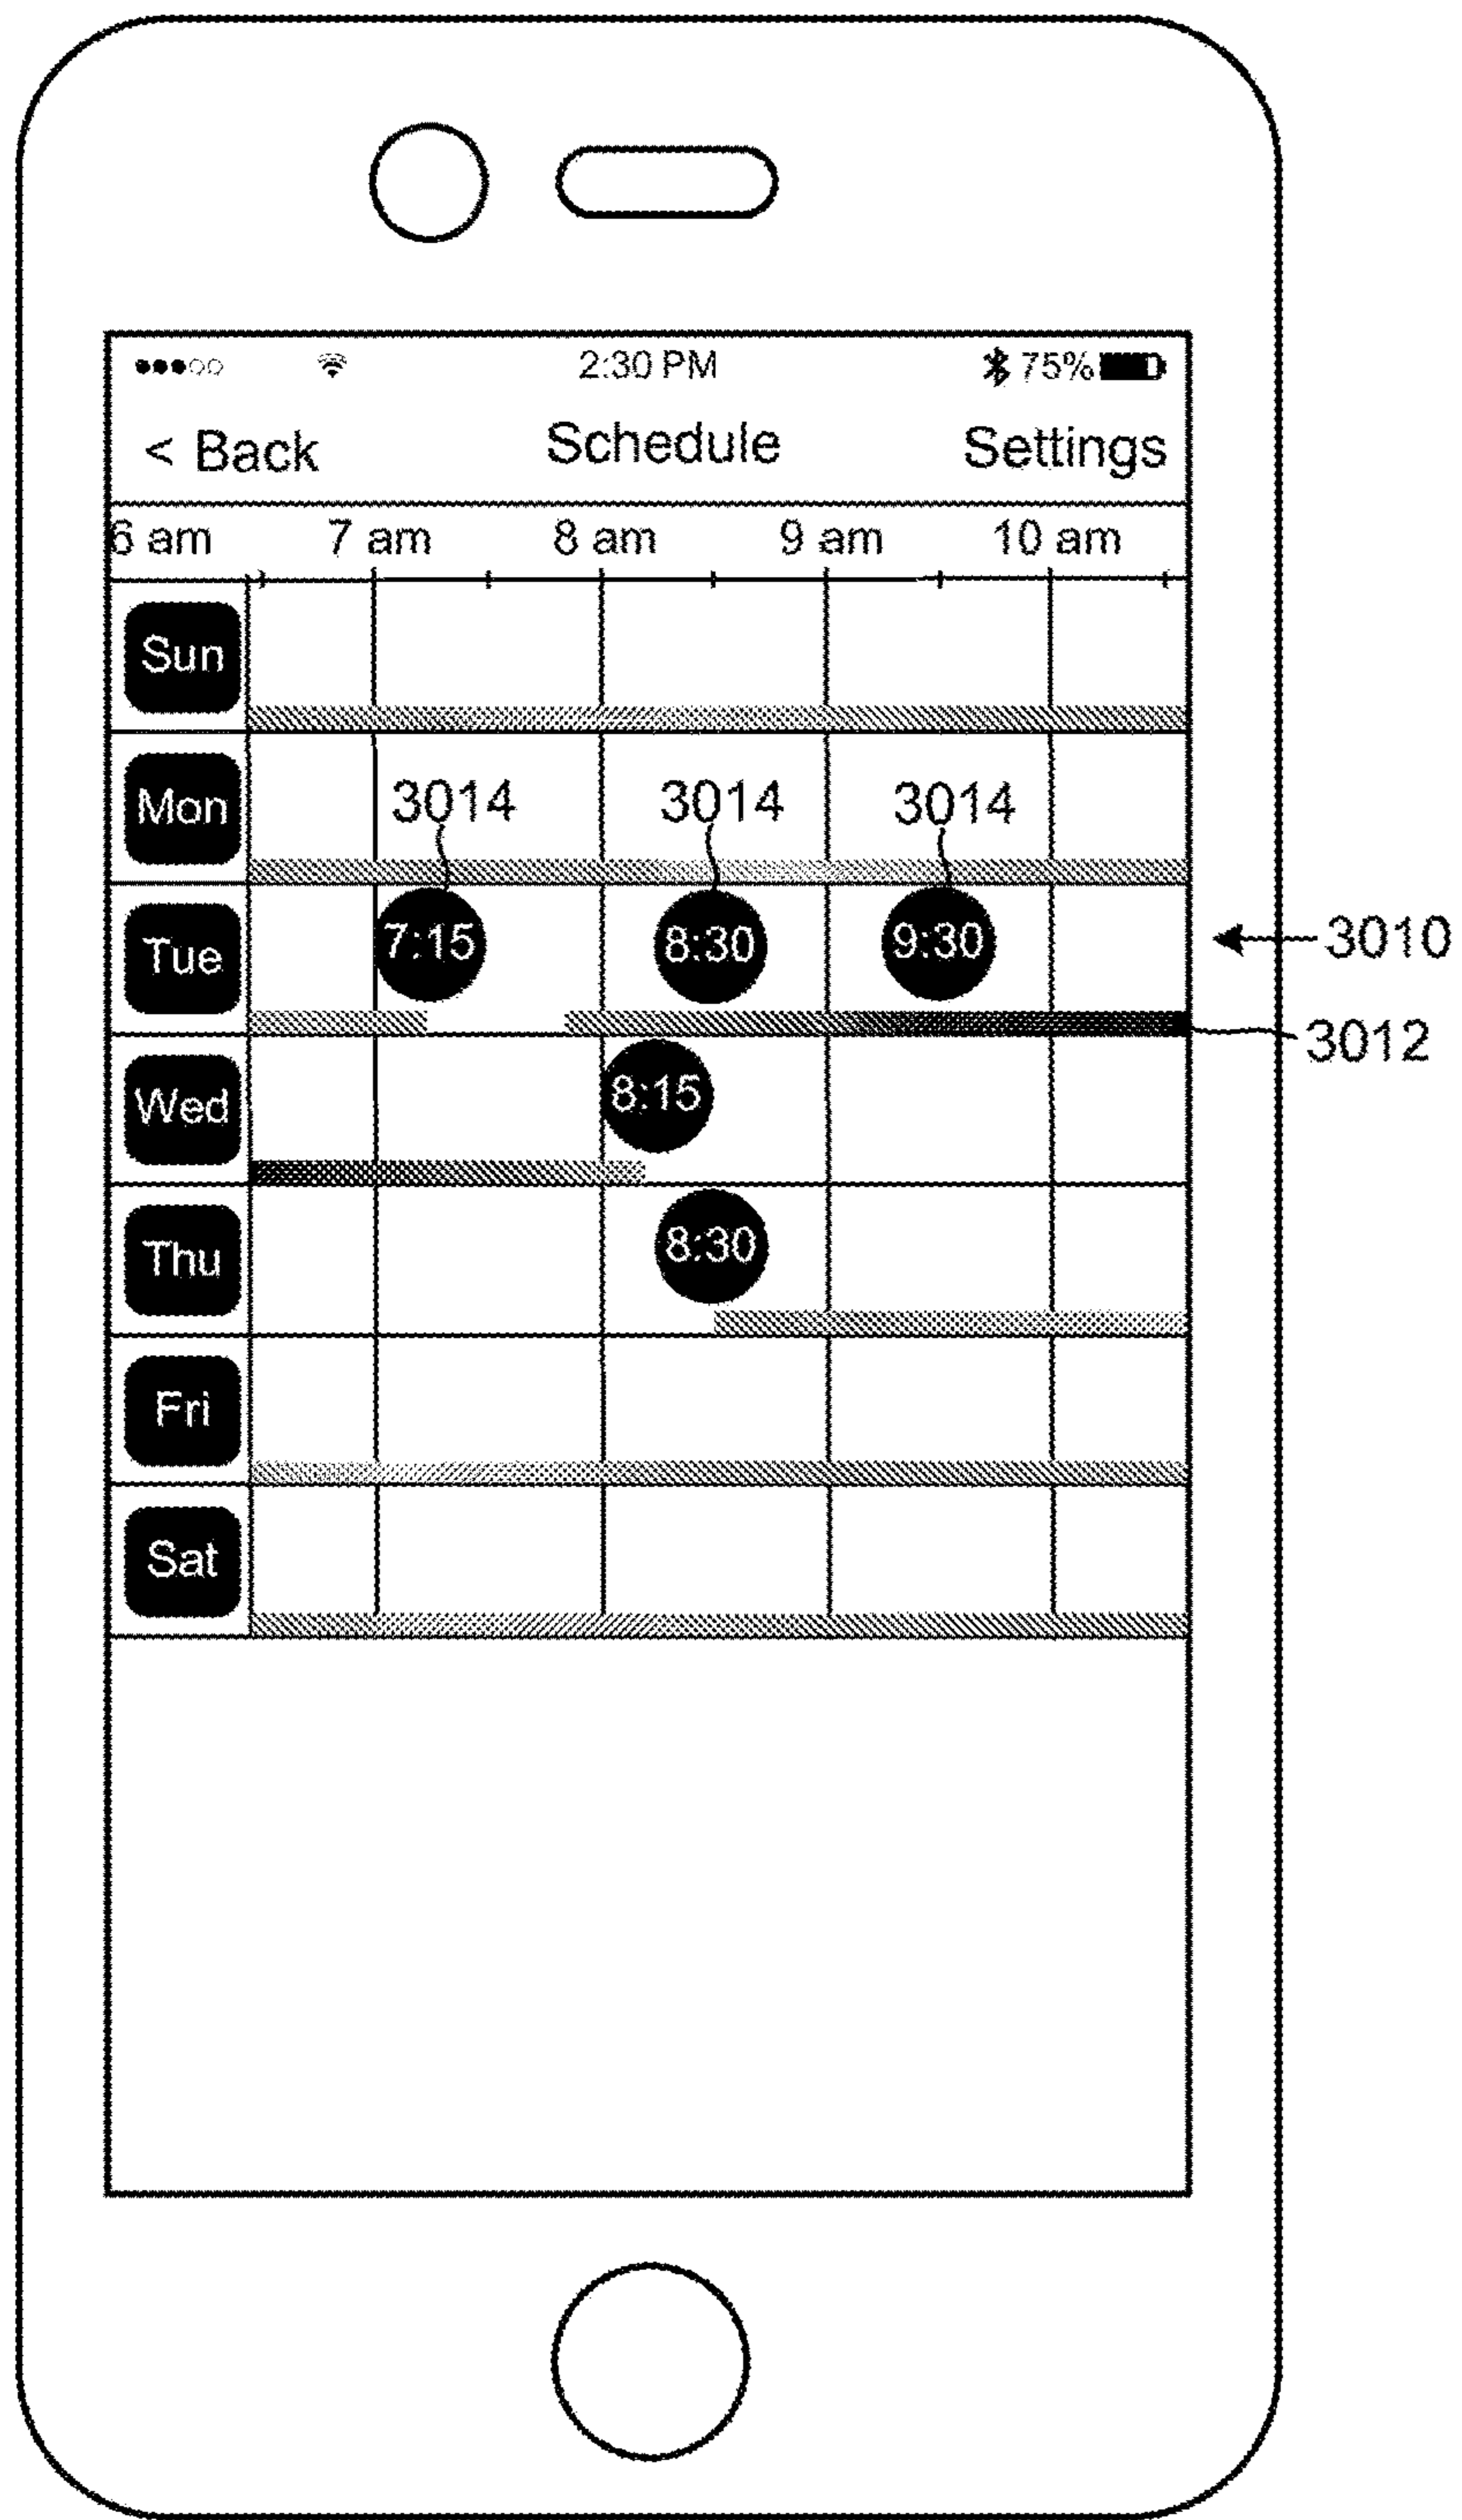 2:30 PM 75%
< Back Schedule Settings
6 am 7 am 8 am 9 am 10 am
Sun
Mon 3014 3014 3014
Tue 7:15 8:30 9:30 3010
3012
Wed 8:15
Thu 8:30
Fri
Sat